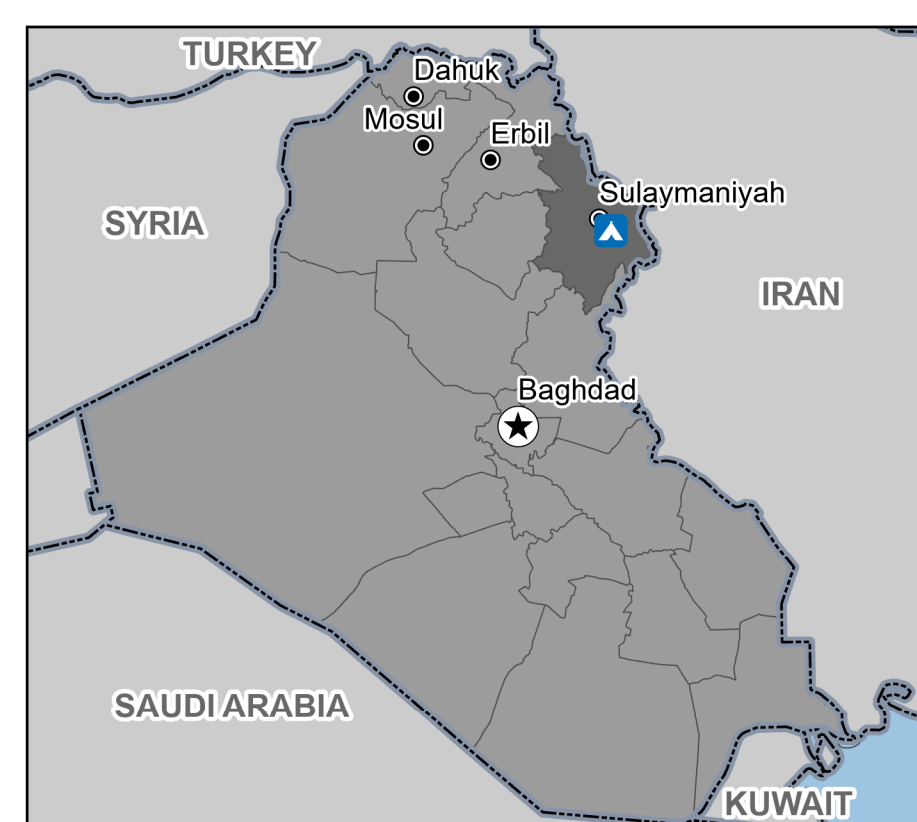 TURKEY
Dahuk
Mosul
Erbil
Sulaymaniyah
SYRIA
IRAN
Baghdad
SAUDI ARABIA
KUWAIT